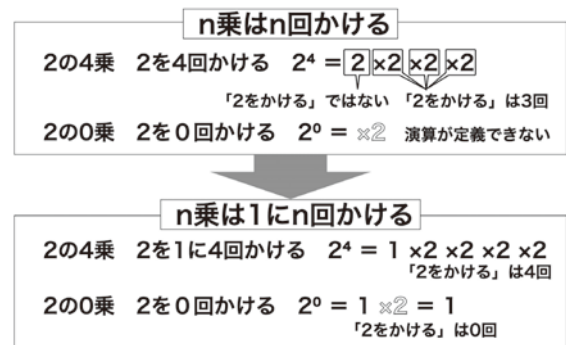 n乗はn回かける
2の4乗 2を4回かける 2⁴ = 2 ×2 ×2 ×2
「2をかける」ではない 「2をかける」は3回
2の0乗 2を0回かける 2⁰ = ×2 演算が定義できない
n乗は1にn回かける
2の4乗 2を1に4回かける 2⁴ = 1 ×2 ×2 ×2 ×2
「2をかける」は4回
2の0乗 2を0回かける 2⁰ = 1 ×2 = 1
「2をかける」は0回